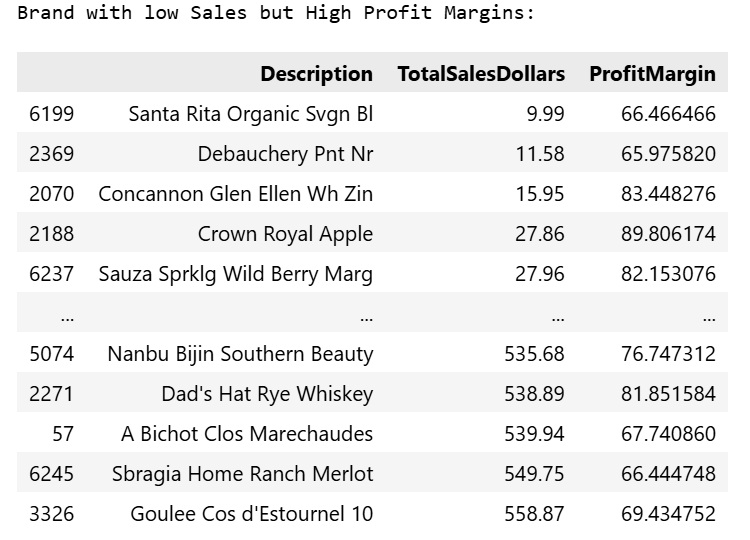 Brand with low Sales but High Profit Margins:
Description TotalSalesDollars ProfitMargin
6199 Santa Rita Organic Svgn Bl 9.99 66.466466
2369 Debauchery Pnt Nr 11.58 65.975820
2070 Concannon Glen Ellen Wh Zin 15.95 83.448276
2188 Crown Royal Apple 27.86 89.806174
6237 Sauza Sprklg Wild Berry Marg 27.96 82.153076
... ... ... ...
5074 Nanbu Bijin Southern Beauty 535.68 76.747312
2271 Dad's Hat Rye Whiskey 538.89 81.851584
57 A Bichot Clos Marechaudes 539.94 67.740860
6245 Sbragia Home Ranch Merlot 549.75 66.444748
3326 Goulee Cos d'Estournel 10 558.87 69.434752